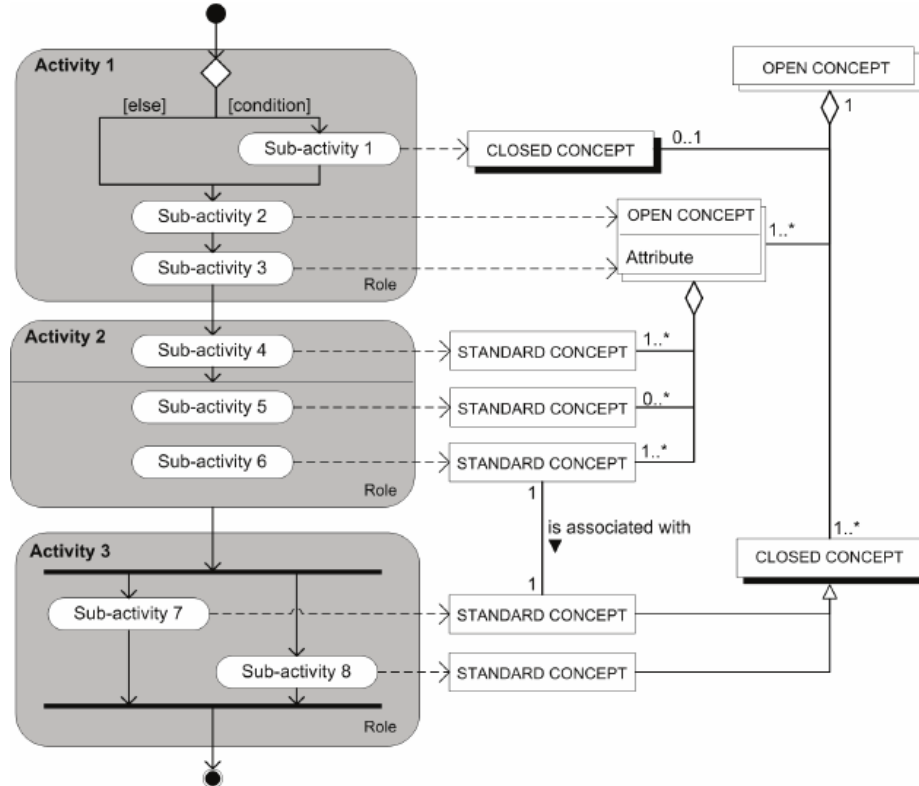 Activity 1
OPEN CONCEPT
1
[else]
[condition]
Sub-activity 1
CLOSED CONCEPT
0..1
Sub-activity 2
OPEN CONCEPT
1..*
Attribute
Sub-activity 3
Role
Activity 2
Sub-activity 4
STANDARD CONCEPT
1..*
Sub-activity 5
STANDARD CONCEPT
0..*
Sub-activity 6
STANDARD CONCEPT
1..*
Role
1
is associated with
1..*
Activity 3
CLOSED CONCEPT
1
Sub-activity 7
STANDARD CONCEPT
Sub-activity 8
STANDARD CONCEPT
Role